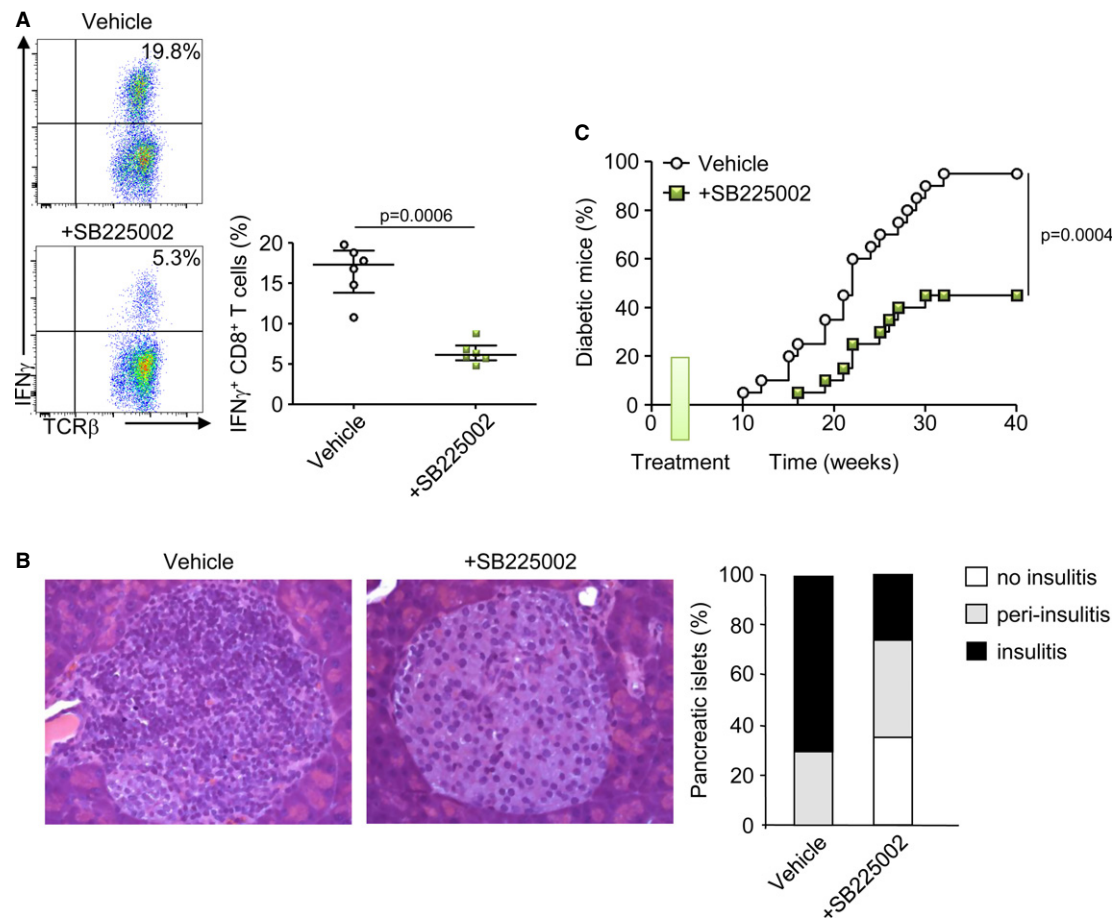 A
Vehicle
19.8%
+SB225002
5.3%
IFNγ
TCRβ
p=0.0006
IFNγ⁺ CD8⁺ T cells (%)
20
15
10
5
0
Vehicle
+SB225002
C
Vehicle
+SB225002
p=0.0004
Diabetic mice (%)
100
80
60
40
20
0
0 10 20 30 40
Treatment Time (weeks)
B
Vehicle
+SB225002
Pancreatic islets (%)
100
80
60
40
20
0
Vehicle
+SB225002
no insulitis
peri-insulitis
insulitis